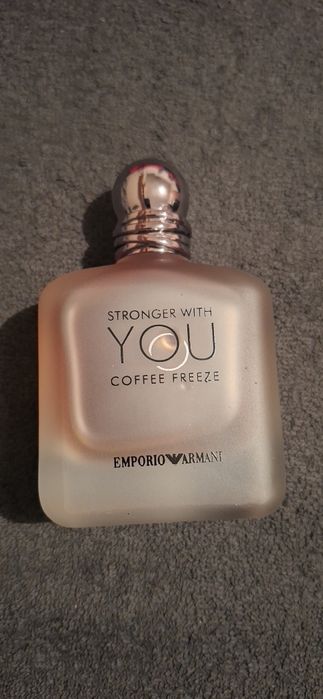 STRONGER WITH
YOU
COFFEE FREEZE
EMPORIO ARMANI